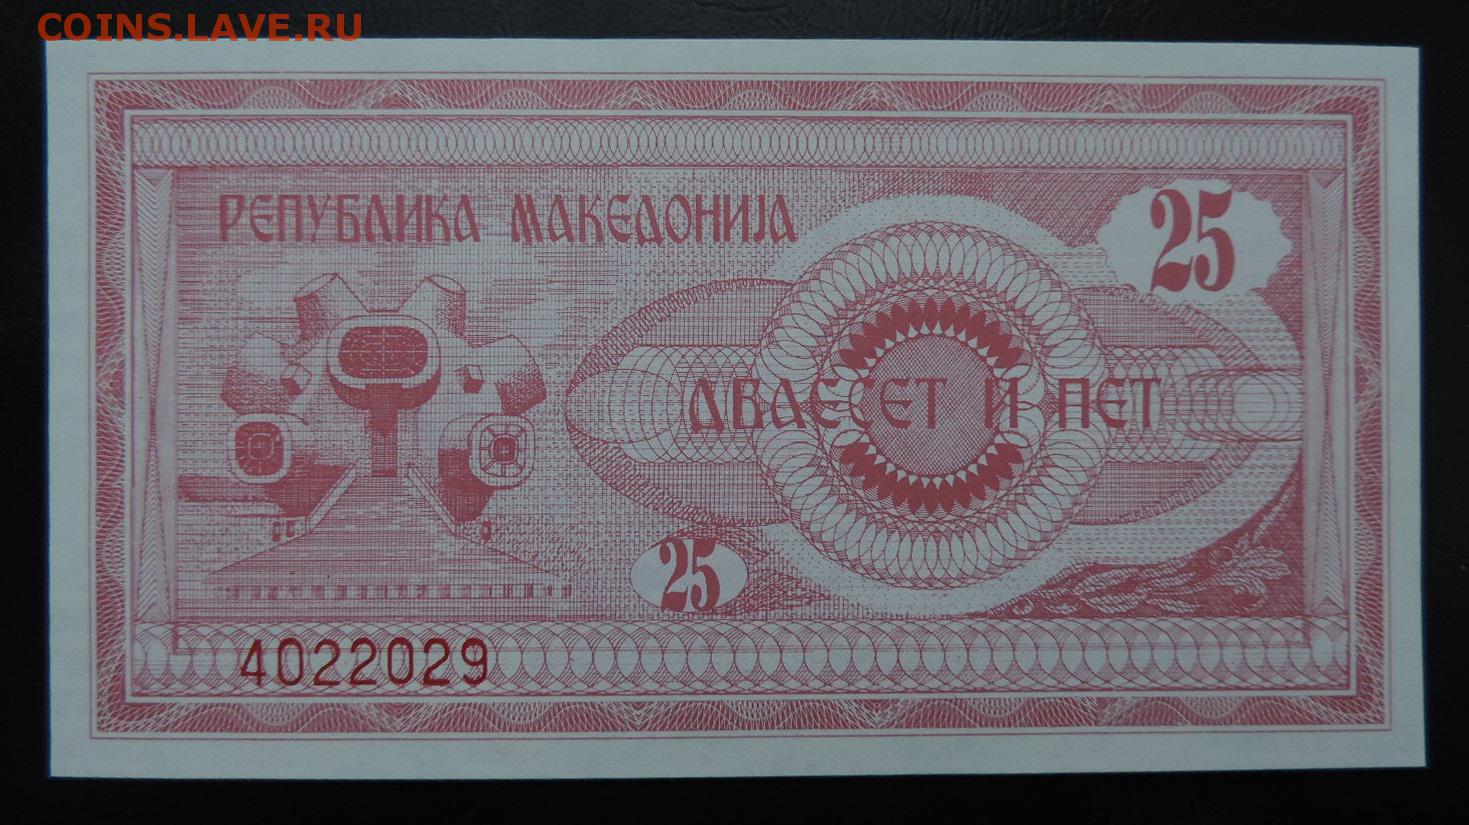 COINS.LAVE.RU
РЕПУБЛИКА МАКЕДОНИЈА
25
ДВАЕСЕТ И ПЕТ
25
4022029